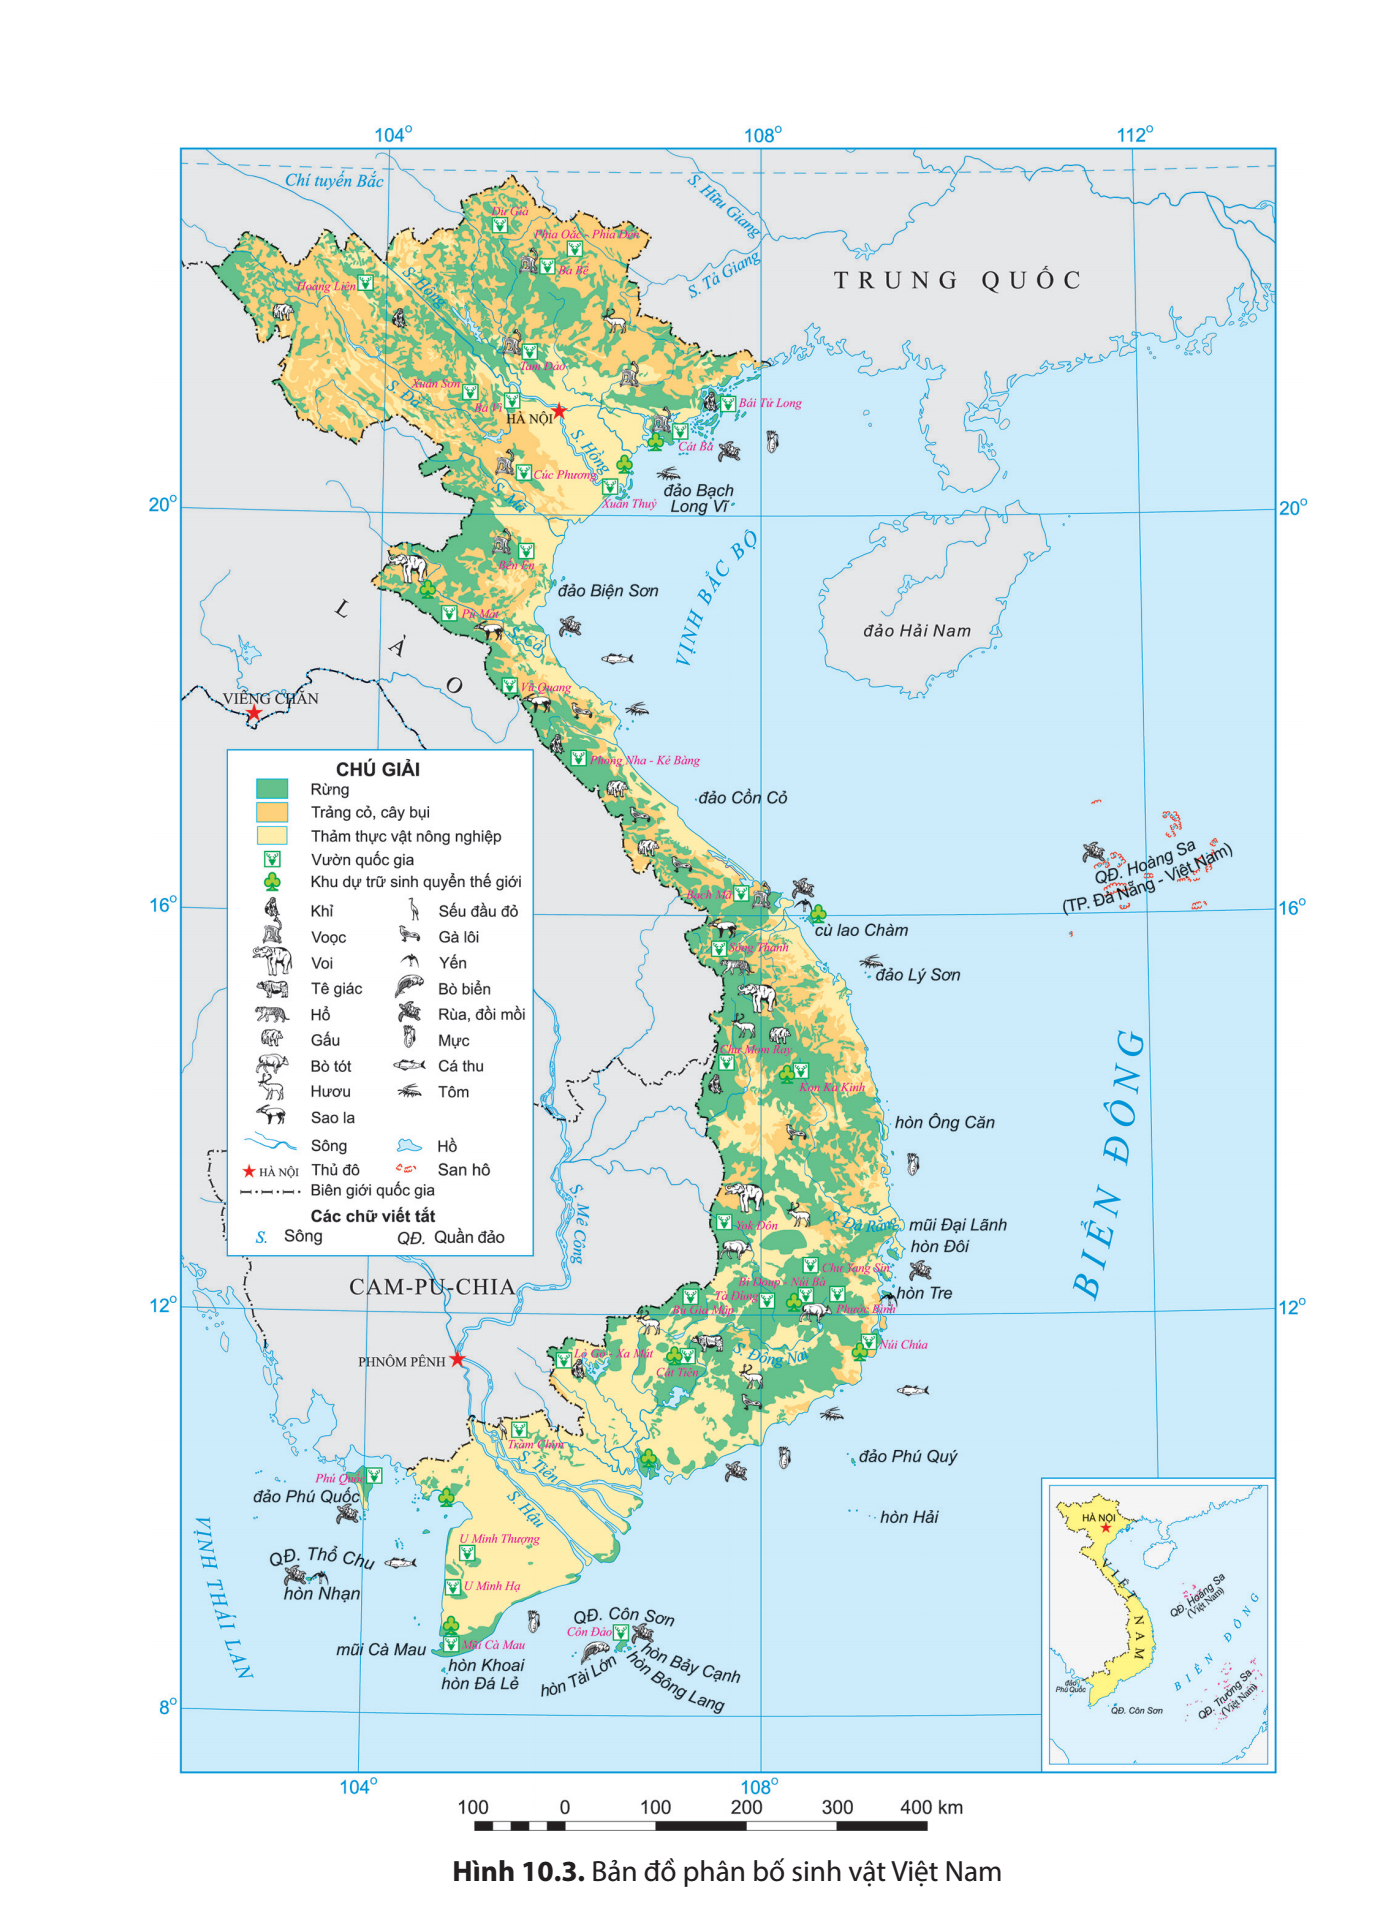 104°
108°
112°
Chí tuyến Bắc
S. Hữu Giang
S. Tả Giang
TRUNG QUỐC
Du Già
Phia Oắc - Phia Đén
Ba Bể
Hoàng Liên
S. Hồng
Tam Đảo
Xuân Sơn
S. Đà
Ba Vì
HÀ NỘI
Bái Tử Long
Cát Bà
S. Hồng
Cúc Phương
Xuân Thuỷ
đảo Bạch
Long Vĩ
S. Mã
20°
20°
Bến En
VỊNH BẮC BỘ
đảo Biện Sơn
Pù Mát
S. Cả
đảo Hải Nam
LÀO
Vũ Quang
VIÊNG CHĂN
Phong Nha - Kẻ Bàng
đảo Cồn Cỏ
QĐ. Hoàng Sa
(TP. Đà Nẵng - Việt Nam)
16°
16°
Bạch Mã
cù lao Chàm
Sông Thanh
đảo Lý Sơn
Chư Mom Ray
Kon Ka Kinh
BIỂN ĐÔNG
hòn Ông Căn
CHÚ GIẢI
Rừng
Trảng cỏ, cây bụi
Thảm thực vật nông nghiệp
Vườn quốc gia
Khu dự trữ sinh quyển thế giới
Khỉ
Sếu đầu đỏ
Voọc
Gà lôi
Voi
Yến
Tê giác
Bò biển
Hổ
Rùa, đồi mồi
Gấu
Mực
Bò tót
Cá thu
Hươu
Tôm
Sao la
Sông
Hồ
HÀ NỘI
Thủ đô
San hô
Biên giới quốc gia
Các chữ viết tắt
S.
Sông
QĐ.
Quần đảo
S. Mê Công
Yok Đôn
S. Đà Rằng
mũi Đại Lãnh
hòn Đôi
Chư Yang Sin
Bi Doup - Núi Bà
Tà Đùng
hòn Tre
Bù Gia Mập
Phước Bình
12°
12°
CAM-PU-CHIA
PHNÔM PÊNH
Lò Gò - Xa Mát
S. Đồng Nai
Núi Chúa
Cát Tiên
Tràm Chim
S. Tiền
Phú Quốc
đảo Phú Quốc
S. Hậu
đảo Phú Quý
hòn Hải
VỊNH THÁI LAN
U Minh Thượng
QĐ. Thổ Chu
hòn Nhạn
U Minh Hạ
QĐ. Côn Sơn
Côn Đảo
mũi Cà Mau
Mũi Cà Mau
hòn Bảy Cạnh
hòn Khoai
hòn Đá Lẻ
hòn Tài Lớn
hòn Bông Lang
8°
HÀ NỘI
VIỆT NAM
QĐ. Hoàng Sa
(Việt Nam)
BIỂN ĐÔNG
QĐ. Trường Sa
(Việt Nam)
đảo
Phú Quốc
QĐ. Côn Sơn
104°
108°
100 0 100 200 300 400 km
Hình 10.3. Bản đồ phân bố sinh vật Việt Nam